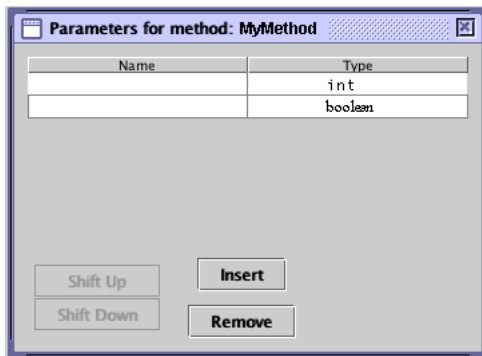 Parameters for method: MyMethod
Name Type
int
boolean
Shift Up
Insert
Shift Down
Remove